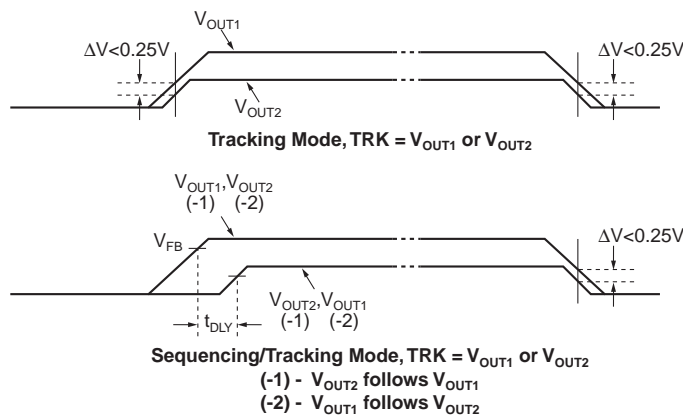 V_OUT1
ΔV<0.25V
ΔV<0.25V
V_OUT2
Tracking Mode, TRK = V_OUT1 or V_OUT2
V_OUT1,V_OUT2
(-1) (-2)
V_FB
ΔV<0.25V
V_OUT2,V_OUT1
(-1) (-2)
t_DLY
Sequencing/Tracking Mode, TRK = V_OUT1 or V_OUT2
(-1) - V_OUT2 follows V_OUT1
(-2) - V_OUT1 follows V_OUT2